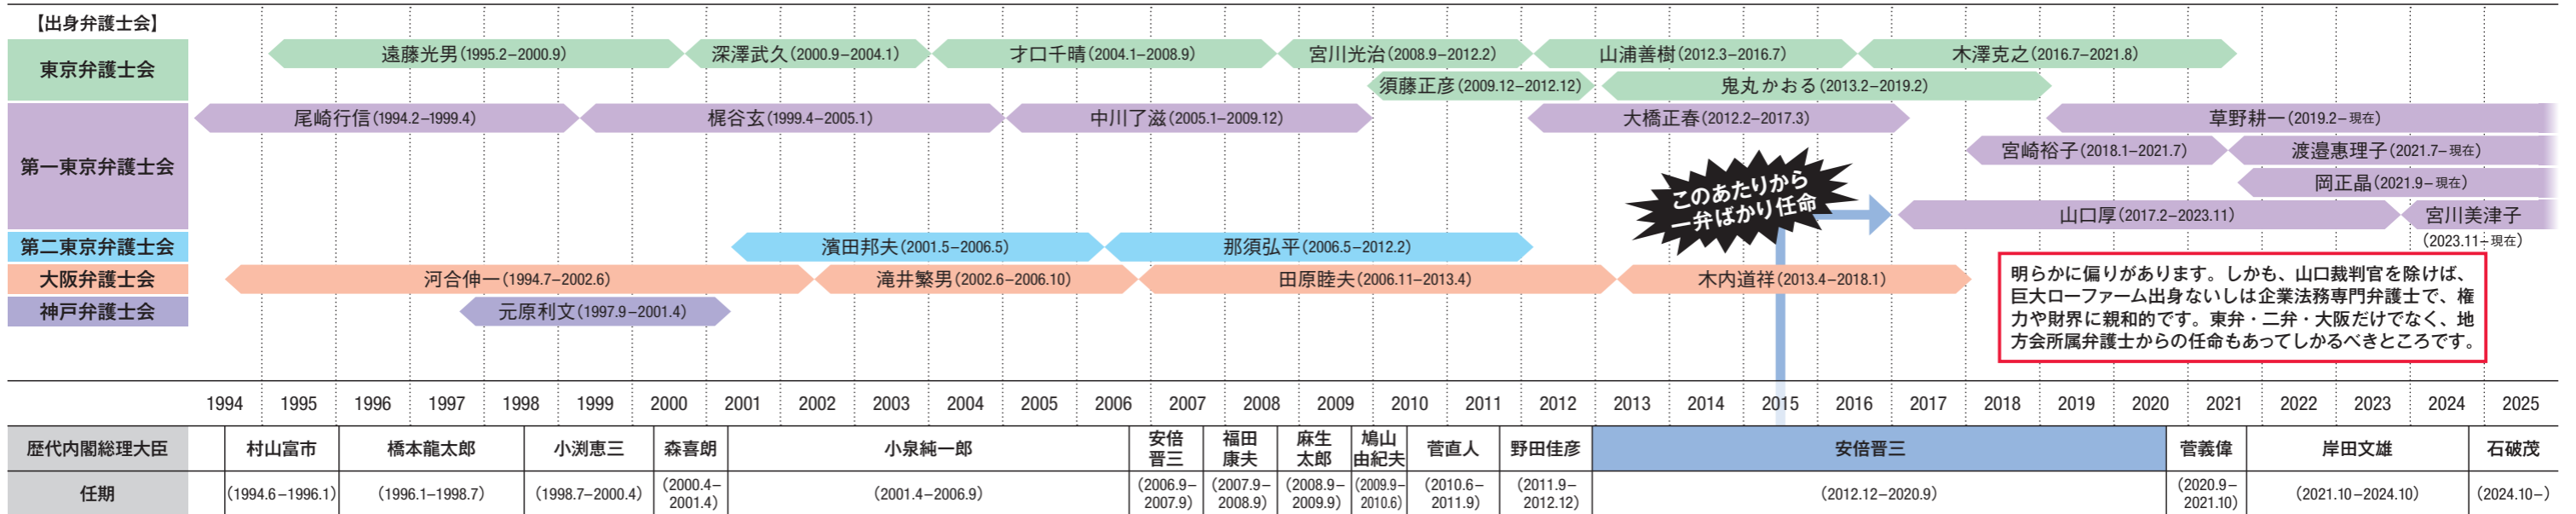 【出身弁護士会】
東京弁護士会
遠藤光男(1995.2−2000.9)
深澤武久(2000.9−2004.1)
才口千晴(2004.1−2008.9)
宮川光治(2008.9−2012.2)
山浦善樹(2012.3−2016.7)
木澤克之(2016.7−2021.8)
須藤正彦(2009.12−2012.12)
鬼丸かおる(2013.2−2019.2)
第一東京弁護士会
尾崎行信(1994.2−1999.4)
梶谷玄(1999.4−2005.1)
中川了滋(2005.1−2009.12)
大橋正春(2012.2−2017.3)
草野耕一(2019.2−現在)
宮崎裕子(2018.1−2021.7)
渡邉惠理子(2021.7−現在)
岡正晶(2021.9−現在)
このあたりから
一弁ばかり任命
山口厚(2017.2−2023.11)
宮川美津子
(2023.11−現在)
第二東京弁護士会
濱田邦夫(2001.5−2006.5)
那須弘平(2006.5−2012.2)
大阪弁護士会
河合伸一(1994.7−2002.6)
滝井繁男(2002.6−2006.10)
田原睦夫(2006.11−2013.4)
木内道祥(2013.4−2018.1)
神戸弁護士会
元原利文(1997.9−2001.4)
明らかに偏りがあります。しかも、山口裁判官を除けば、
巨大ローファーム出身ないしは企業法務専門弁護士で、権
力や財界に親和的です。東弁・二弁・大阪だけでなく、地
方会所属弁護士からの任命もあってしかるべきところです。
1994 1995 1996 1997 1998 1999 2000 2001 2002 2003 2004 2005 2006 2007 2008 2009 2010 2011 2012 2013 2014 2015 2016 2017 2018 2019 2020 2021 2022 2023 2024 2025
歴代内閣総理大臣
村山富市
橋本龍太郎
小渕恵三
森喜朗
小泉純一郎
安倍
晋三
福田
康夫
麻生
太郎
鳩山
由紀夫
菅直人
野田佳彦
安倍晋三
菅義偉
岸田文雄
石破茂
任期
(1994.6−1996.1)
(1996.1−1998.7)
(1998.7−2000.4)
(2000.4−
2001.4)
(2001.4−2006.9)
(2006.9−
2007.9)
(2007.9−
2008.9)
(2008.9−
2009.9)
(2009.9−
2010.6)
(2010.6−
2011.9)
(2011.9−
2012.12)
(2012.12−2020.9)
(2020.9−
2021.10)
(2021.10−2024.10)
(2024.10−)